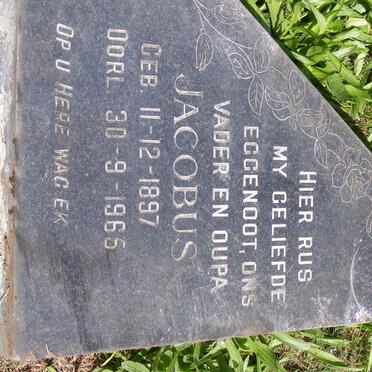 HIER RUS
MY GELIEFDE
EGGENOOT, ONS
VADER EN OUPA
JACOBUS
GEB. 11-12-1897
OORL. 30-9-1965
OP U HERE WAG EK